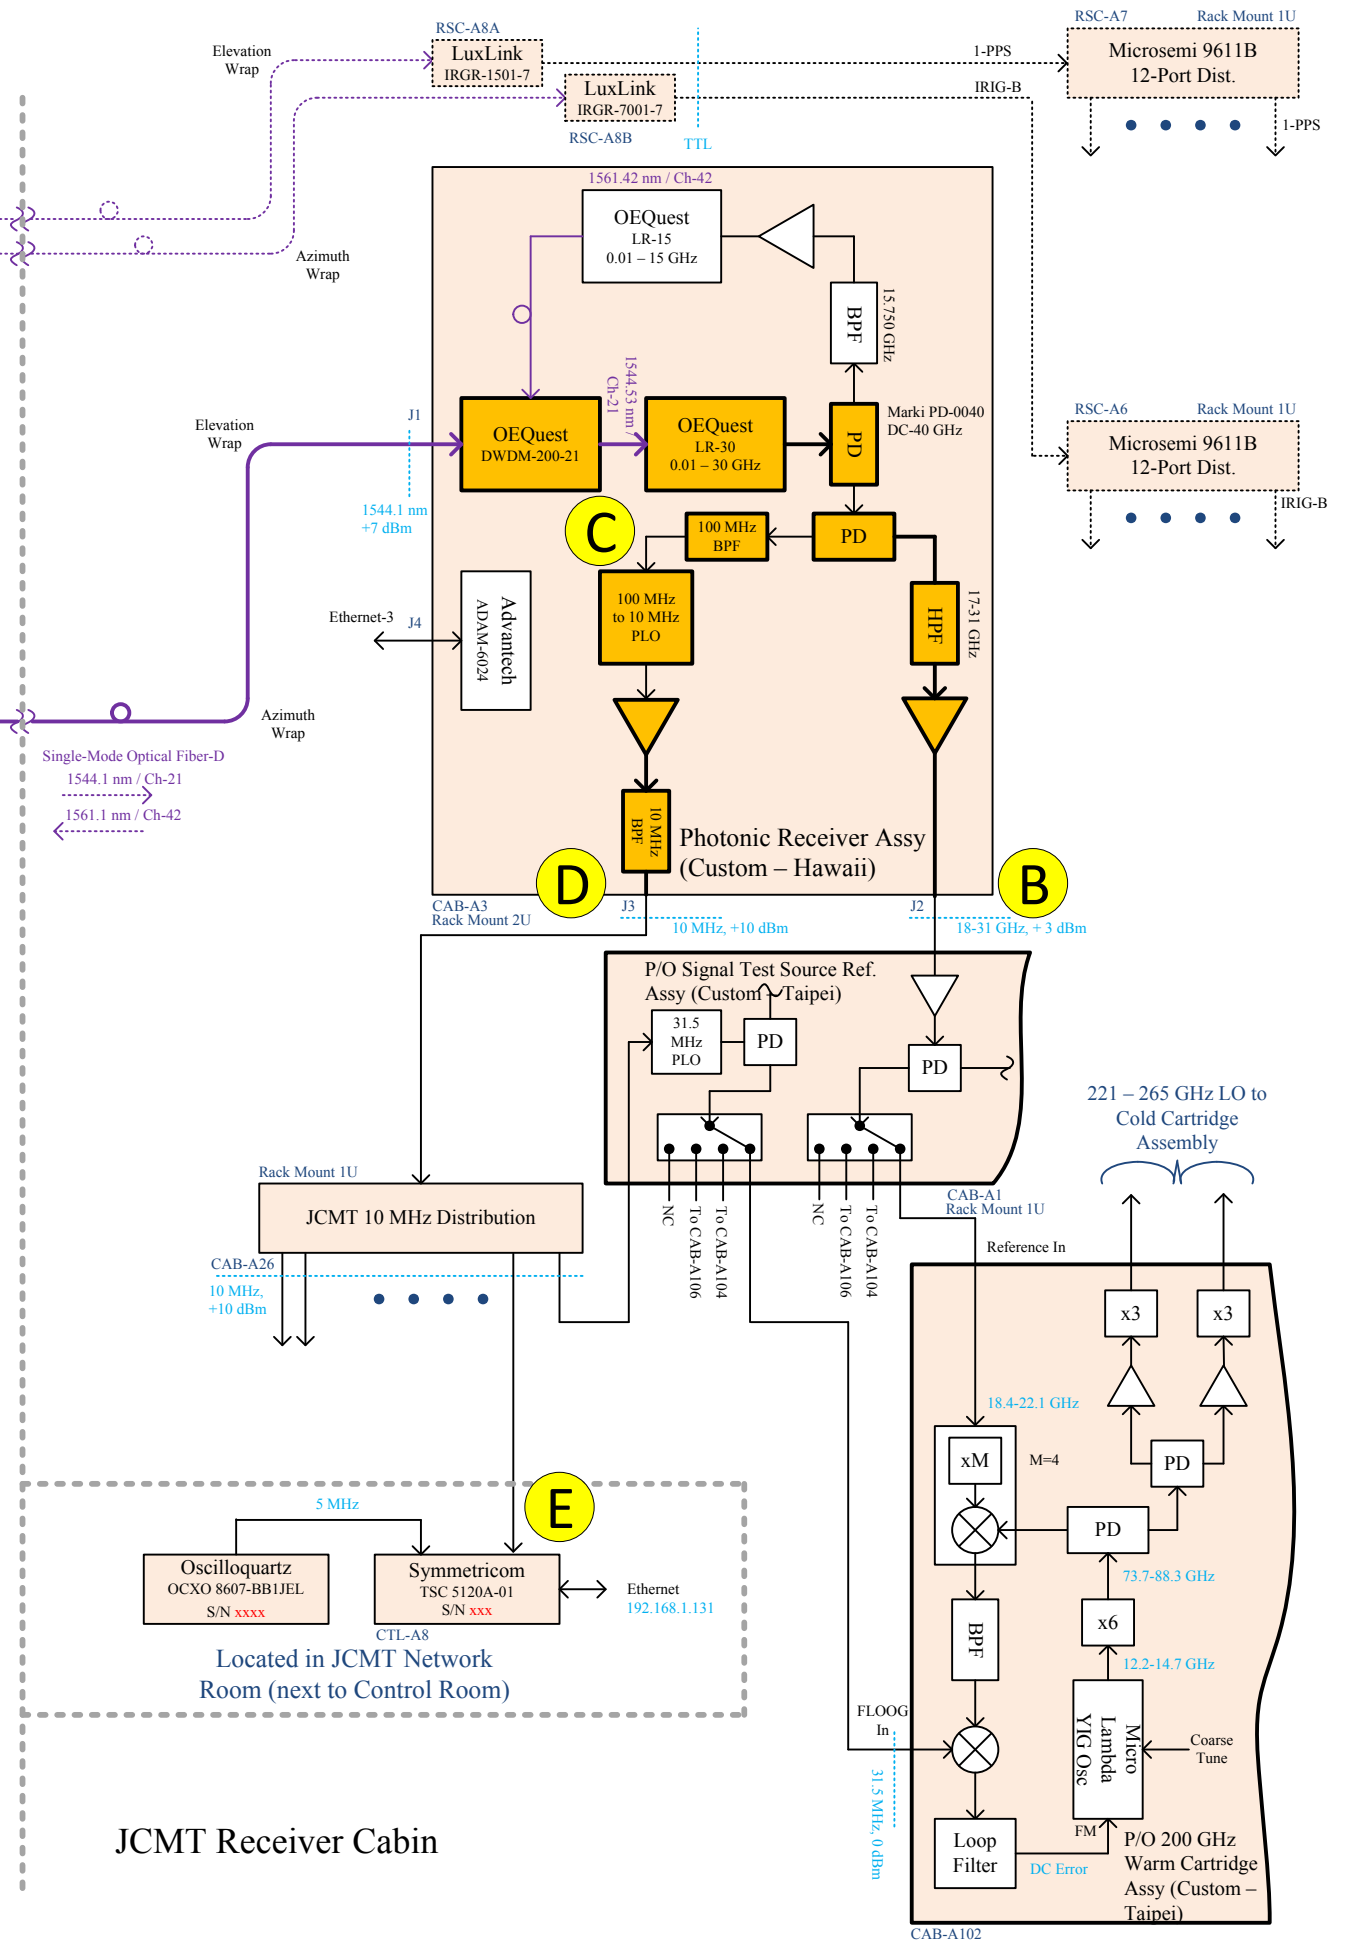 RSC-A8A
LuxLink
IRGR-1501-7
Elevation
Wrap
LuxLink
IRGR-7001-7
RSC-A8B
TTL
1-PPS
IRIG-B
RSC-A7
Rack Mount 1U
Microsemi 9611B
12-Port Dist.
1-PPS
Azimuth
Wrap
1561.42 nm / Ch-42
OEQuest
LR-15
0.01 – 15 GHz
BPF
15.750 GHz
Elevation
Wrap
J1
1544.1 nm
+7 dBm
OEQuest
DWDM-200-21
1544.53 nm /
Ch-21
OEQuest
LR-30
0.01 – 30 GHz
PD
Marki PD-0040
DC-40 GHz
RSC-A6
Rack Mount 1U
Microsemi 9611B
12-Port Dist.
IRIG-B
C
100 MHz
BPF
PD
100 MHz
to 10 MHz
PLO
HPF
17-31 GHz
Ethernet-3
J4
Advantech
ADAM-6024
Azimuth
Wrap
Single-Mode Optical Fiber-D
1544.1 nm / Ch-21
1561.1 nm / Ch-42
10 MHz
BPF
Photonic Receiver Assy
(Custom – Hawaii)
D
B
CAB-A3
Rack Mount 2U
J3
10 MHz, +10 dBm
J2
18-31 GHz, + 3 dBm
P/O Signal Test Source Ref.
Assy (Custom – Taipei)
31.5
MHz
PLO
PD
PD
NC
To CAB-A106
To CAB-A104
NC
To CAB-A106
To CAB-A104
CAB-A1
Rack Mount 1U
Reference In
221 – 265 GHz LO to
Cold Cartridge
Assembly
Rack Mount 1U
JCMT 10 MHz Distribution
CAB-A26
10 MHz,
+10 dBm
x3
x3
18.4-22.1 GHz
xM
M=4
PD
PD
73.7-88.3 GHz
x6
12.2-14.7 GHz
BPF
Micro
Lambda
YIG Osc
Coarse
Tune
FM
Loop
Filter
DC Error
FLOOG
In
31.5 MHz, 0 dBm
P/O 200 GHz
Warm Cartridge
Assy (Custom –
Taipei)
CAB-A102
E
5 MHz
Oscilloquartz
OCXO 8607-BB1JEL
S/N xxxx
Symmetricom
TSC 5120A-01
S/N xxx
CTL-A8
Ethernet
192.168.1.131
Located in JCMT Network
Room (next to Control Room)
JCMT Receiver Cabin